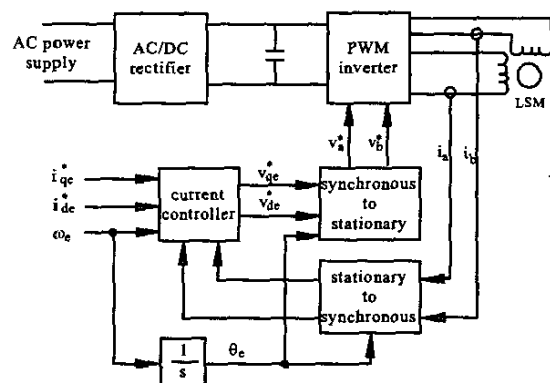 AC power
supply
AC/DC
rectifier
PWM
inverter
LSM
v*a
v*b
ia
ib
i*qe
i*de
ωe
current
controller
v*qe
v*de
synchronous
to
stationary
stationary
to
synchronous
1
s
θe